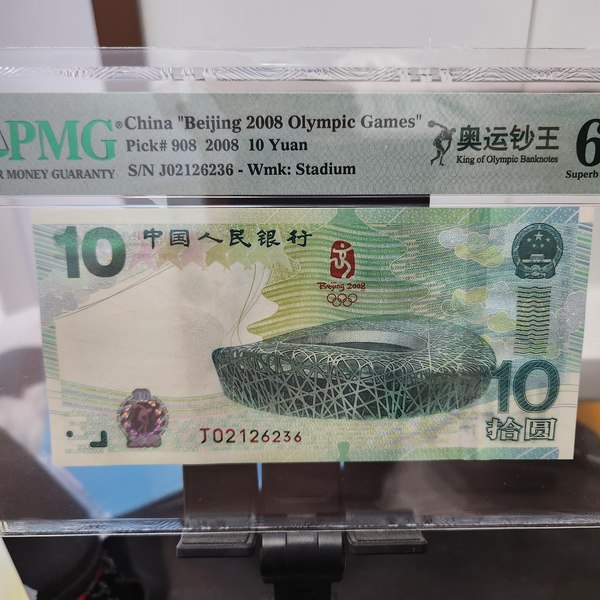 PMG® China "Beijing 2008 Olympic Games"
Pick# 908 2008 10 Yuan
R MONEY GUARANTY S/N J02126236 - Wmk: Stadium
奥运钞王
King of Olympic Banknotes
6
Superb
10 中国人民银行
Beijing 2008
10
拾圆
J02126236